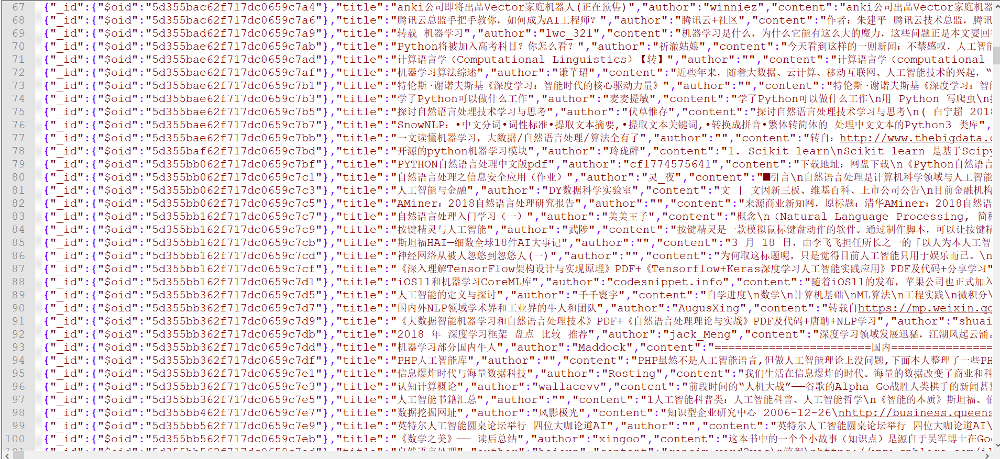 67 {"_id":{"$oid":"5d355bac62f717dc0659c7a4"},"title":"anki公司即将出品Vector家庭机器人(正在预售)","author":"winniez","content":"anki公司出品Vector家庭机器
68 {"_id":{"$oid":"5d355bac62f717dc0659c7a6"},"title":"腾讯云总监手把手教你，如何成为AI工程师？","author":"腾讯云+社区","content":"作者：朱建平 腾讯云技术总监，腾讯
69 {"_id":{"$oid":"5d355bad62f717dc0659c7a9"},"title":"转载 机器学习","author":"lwc_321","content":"机器学习是什么，为什么它能有这么大的魔力，这些问题正是本文要回
70 {"_id":{"$oid":"5d355bae62f717dc0659c7ab"},"title":"Python将被加入高考科目？你怎么看？","author":"祈澈姑娘","content":"今天看到这样的一则新闻：不禁感叹，人工智能
71 {"_id":{"$oid":"5d355bae62f717dc0659c7ad"},"title":"计算语言学（Computational Linguistics）【转】","author":"","content":"计算语言学（computational
72 {"_id":{"$oid":"5d355bae62f717dc0659c7af"},"title":"机器学习算法综述","author":"谦芊珺","content":"近些年来，随着大数据、云计算、移动互联网、人工智能技术的兴起，“
73 {"_id":{"$oid":"5d355bae62f717dc0659c7b1"},"title":"特伦斯·谢诺夫斯基《深度学习：智能时代的核心驱动力量》","author":"","content":"特伦斯·谢诺夫斯基《深度学习：智能
74 {"_id":{"$oid":"5d355bae62f717dc0659c7b3"},"title":"学了Python可以做什么工作","author":"麦麦提敏","content":"学了Python可以做什么工作\n用 Python 写爬虫\n
75 {"_id":{"$oid":"5d355bae62f717dc0659c7b5"},"title":"探讨自然语言处理技术学习与思考","author":"伏草惟存","content":"探讨自然语言处理技术学习与思考\n( 白宁超 2018
76 {"_id":{"$oid":"5d355bae62f717dc0659c7b7"},"title":"SnowNLP：•中文分词•词性标准•提取文本摘要，•提取文本关键词，•转换成拼音•繁体转简体的 处理中文文本的Python3 类库",
77 {"_id":{"$oid":"5d355bae62f717dc0659c7bb"},"title":"一文读懂机器学习，大数据/自然语言处理/算法全有了","author":"","content":"转自：http://www.thebigdata.
78 {"_id":{"$oid":"5d355baf62f717dc0659c7bd"},"title":"开源的python机器学习模块","author":"玲珑醉","content":"1. Scikit-learn\nScikit-learn 是基于Scipy
79 {"_id":{"$oid":"5d355bb062f717dc0659c7bf"},"title":"PYTHON自然语言处理中文版pdf","author":"cf1774575641","content":"下载地址：网盘下载\n《Python自然语言
80 {"_id":{"$oid":"5d355bb062f717dc0659c7c1"},"title":"自然语言处理之信息安全应用（作业）","author":"灵_夜","content":"■引言\n自然语言处理是计算机科学领域与人工智能
81 {"_id":{"$oid":"5d355bb062f717dc0659c7c3"},"title":"人工智能与金融","author":"DY数据科学实验室","content":"文 | 文因新三板、维基百科、上市公司公告\n目前金融机构
82 {"_id":{"$oid":"5d355bb062f717dc0659c7c5"},"title":"AMiner：2018自然语言处理研究报告","author":"","content":"来源商业新知网，原标题：清华AMiner：2018自然语
83 {"_id":{"$oid":"5d355bb162f717dc0659c7c7"},"title":"自然语言处理入门学习（一）","author":"美美王子","content":"概念\n（Natural Language Processing, 简称
84 {"_id":{"$oid":"5d355bb162f717dc0659c7c9"},"title":"按键精灵与人工智能","author":"武陟","content":"按键精灵是一款模拟鼠标键盘动作的软件。通过制作脚本，可以让按键精
85 {"_id":{"$oid":"5d355bb162f717dc0659c7cb"},"title":"斯坦福HAI—细数全球18件AI大事记","author":"","content":"3 月 18 日，由李飞飞担任所长之一的「以人为本人工智
86 {"_id":{"$oid":"5d355bb162f717dc0659c7cd"},"title":"神经网络从被人忽悠到忽悠人(一)","author":"","content":"为何取这标题呢，只是觉得目前人工智能只用于娱乐而已。\n
87 {"_id":{"$oid":"5d355bb162f717dc0659c7cf"},"title":"《深入理解TensorFlow架构设计与实现原理》PDF+《Tensorflow+Keras深度学习人工智能实践应用》PDF及代码+分享学习"
88 {"_id":{"$oid":"5d355bb162f717dc0659c7d1"},"title":"iOS11和机器学习CoreML库","author":"codesnippet.info","content":"随着iOS11的发布，苹果公司也正式加入
89 {"_id":{"$oid":"5d355bb362f717dc0659c7d5"},"title":"人工智能的定义与探讨","author":"千千寰宇","content":"自学进度\n数学\n计算机基础\nML算法\n工程实践\n微积分\
90 {"_id":{"$oid":"5d355bb362f717dc0659c7d7"},"title":"国内外NLP领域学术界和工业界的牛人和团队","author":"AugusXing","content":"转载自https://mp.weixin.qq
91 {"_id":{"$oid":"5d355bb362f717dc0659c7d9"},"title":"《大数据智能机器学习和自然语言处理技术》PDF+《自然语言处理理论与实战》PDF及代码+唐聃+NLP学习","author":"shuai
92 {"_id":{"$oid":"5d355bb362f717dc0659c7db"},"title":"2018 年 深度学习框架 盘点 比较 推荐","author":"jack_Meng","content":"深度学习领域发展迅猛，江湖风起云涌。
93 {"_id":{"$oid":"5d355bb362f717dc0659c7dd"},"title":"机器学习部分国内牛人","author":"Maddock","content":"=======================国内===============
94 {"_id":{"$oid":"5d355bb362f717dc0659c7df"},"title":"PHP人工智能库","author":"","content":"PHP虽然不是人工智能语言,但做人工智能理论上没问题,下面本人整理了一些PH
95 {"_id":{"$oid":"5d355bb362f717dc0659c7e1"},"title":"信息爆炸时代与海量数据科技","author":"Rosting","content":"我们生活在信息爆炸的时代。海量的数据改变了商业和科
96 {"_id":{"$oid":"5d355bb362f717dc0659c7e3"},"title":"认知计算概论","author":"wallacevv","content":"前段时间的“人机大战”——谷歌的Alpha Go战胜人类棋手的新闻甚嚣
97 {"_id":{"$oid":"5d355bb362f717dc0659c7e5"},"title":"人工智能书籍汇总","author":"","content":"1人工智能科普类：人工智能科普、人工智能哲学\n《智能的本质》斯坦福、伯
98 {"_id":{"$oid":"5d355bb462f717dc0659c7e7"},"title":"数据挖掘网址","author":"风影极光","content":"知识型企业研究中心 2006-12-26\nhttp://business.queens
99 {"_id":{"$oid":"5d355bb562f717dc0659c7e9"},"title":"英特尔人工智能圆桌论坛举行 四位大咖论道AI","author":"","content":"英特尔人工智能圆桌论坛举行 四位大咖论道AI\
100 {"_id":{"$oid":"5d355bb562f717dc0659c7eb"},"title":"《数学之美》—— 读后总结","author":"xingoo","content":"这本书中的一个个小故事（知识点）是源自于吴军博士在Goo